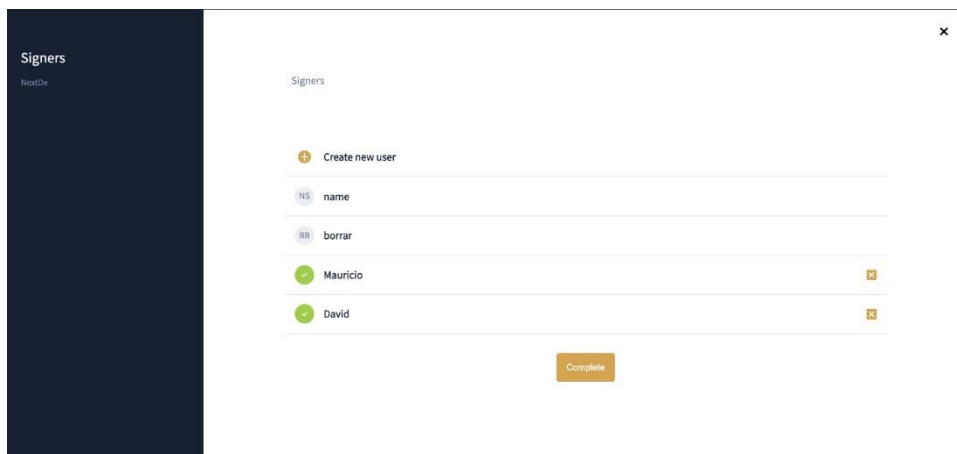 Signers
NextDe
Signers
Create new user
NS name
BB borrar
Mauricio
David
Complete